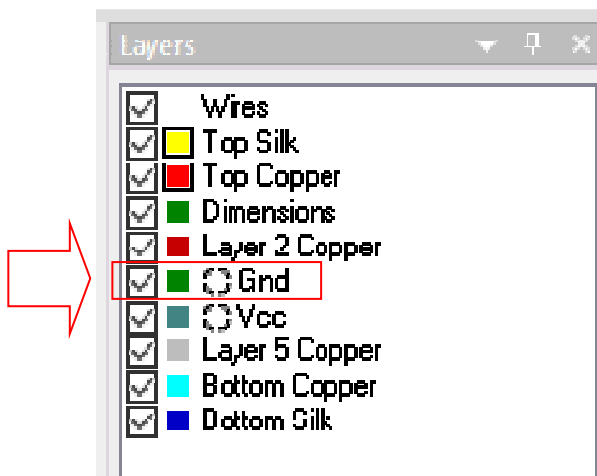 Layers
Wires
Top Silk
Top Copper
Dimensions
Layer 2 Copper
Gnd
Vcc
Layer 5 Copper
Bottom Copper
Bottom Silk